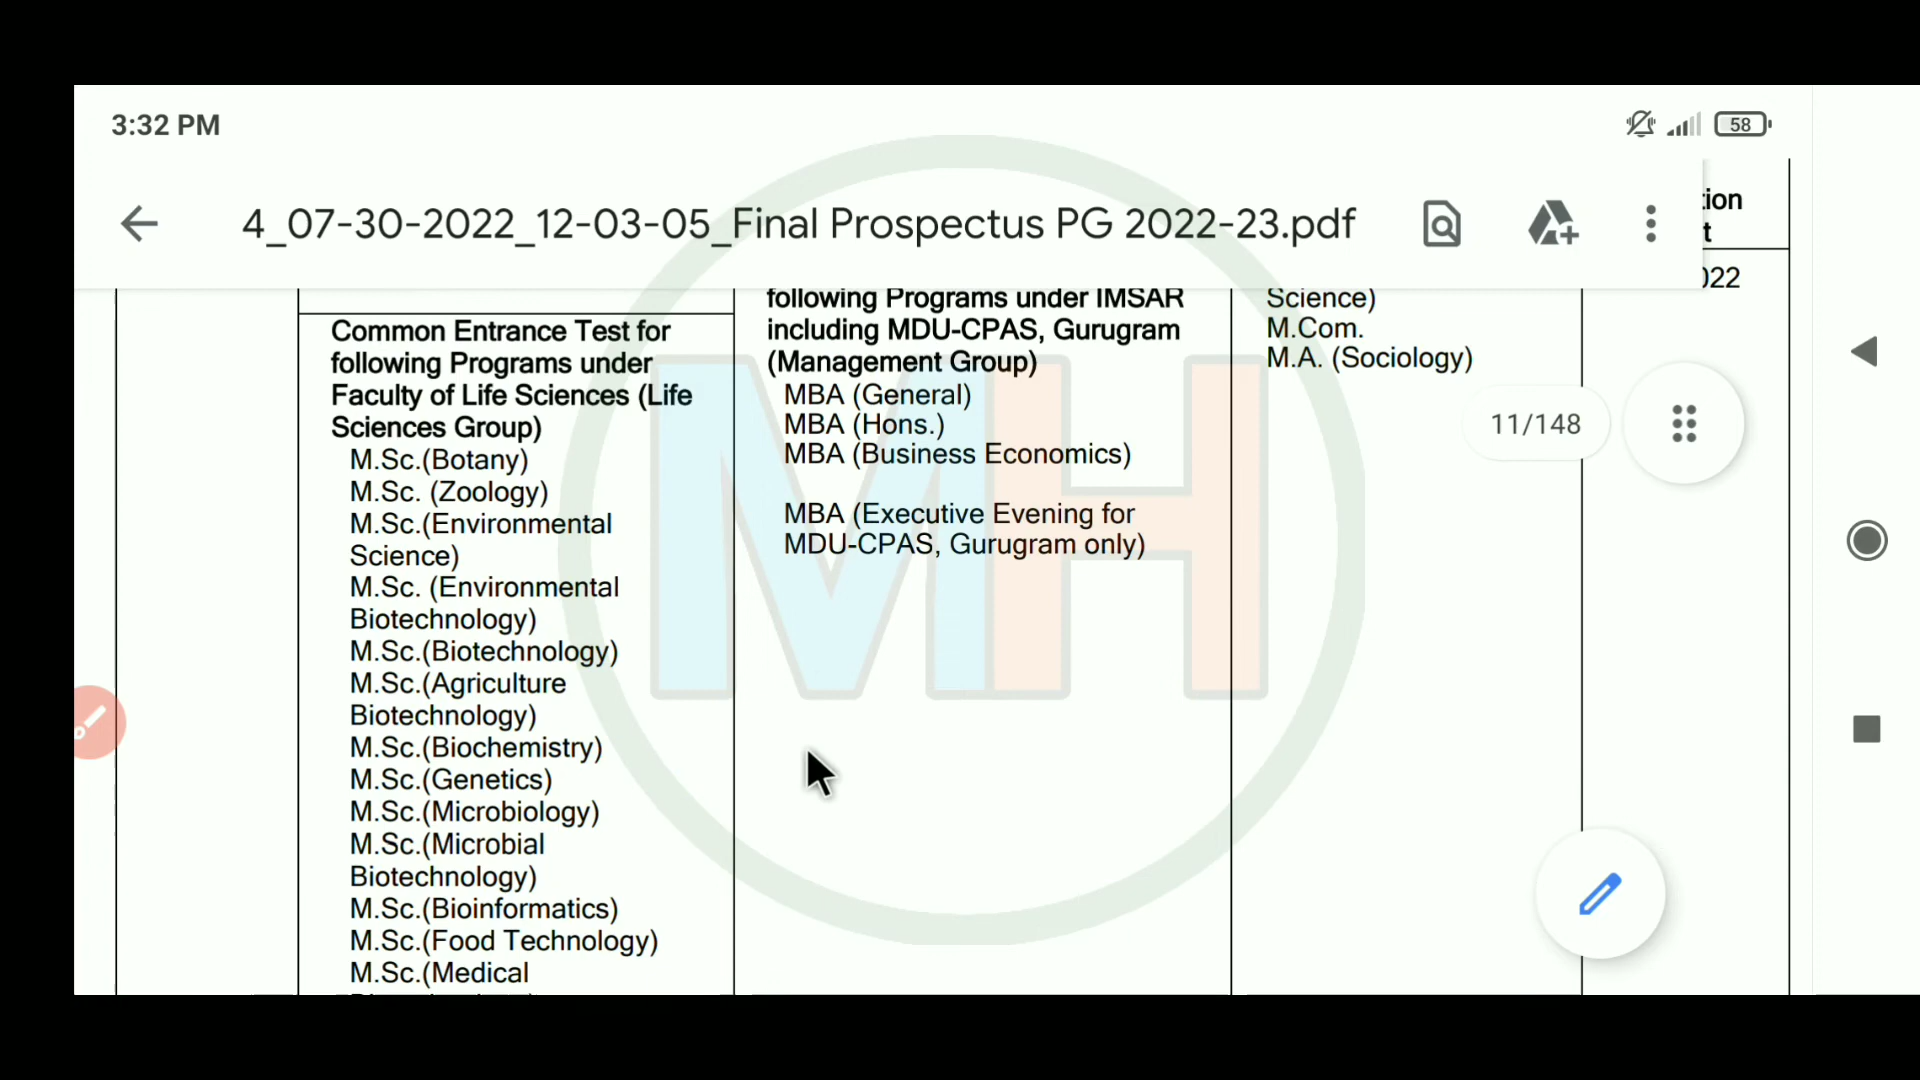 3:32 PM
58
4_07-30-2022_12-03-05_Final Prospectus PG 2022-23.pdf
tion
t
022
Common Entrance Test for
following Programs under
Faculty of Life Sciences (Life
Sciences Group)
M.Sc.(Botany)
M.Sc. (Zoology)
M.Sc.(Environmental
Science)
M.Sc. (Environmental
Biotechnology)
M.Sc.(Biotechnology)
M.Sc.(Agriculture
Biotechnology)
M.Sc.(Biochemistry)
M.Sc.(Genetics)
M.Sc.(Microbiology)
M.Sc.(Microbial
Biotechnology)
M.Sc.(Bioinformatics)
M.Sc.(Food Technology)
M.Sc.(Medical
following Programs under IMSAR
including MDU-CPAS, Gurugram
(Management Group)
MBA (General)
MBA (Hons.)
MBA (Business Economics)
MBA (Executive Evening for
MDU-CPAS, Gurugram only)
Science)
M.Com.
M.A. (Sociology)
11/148
MH